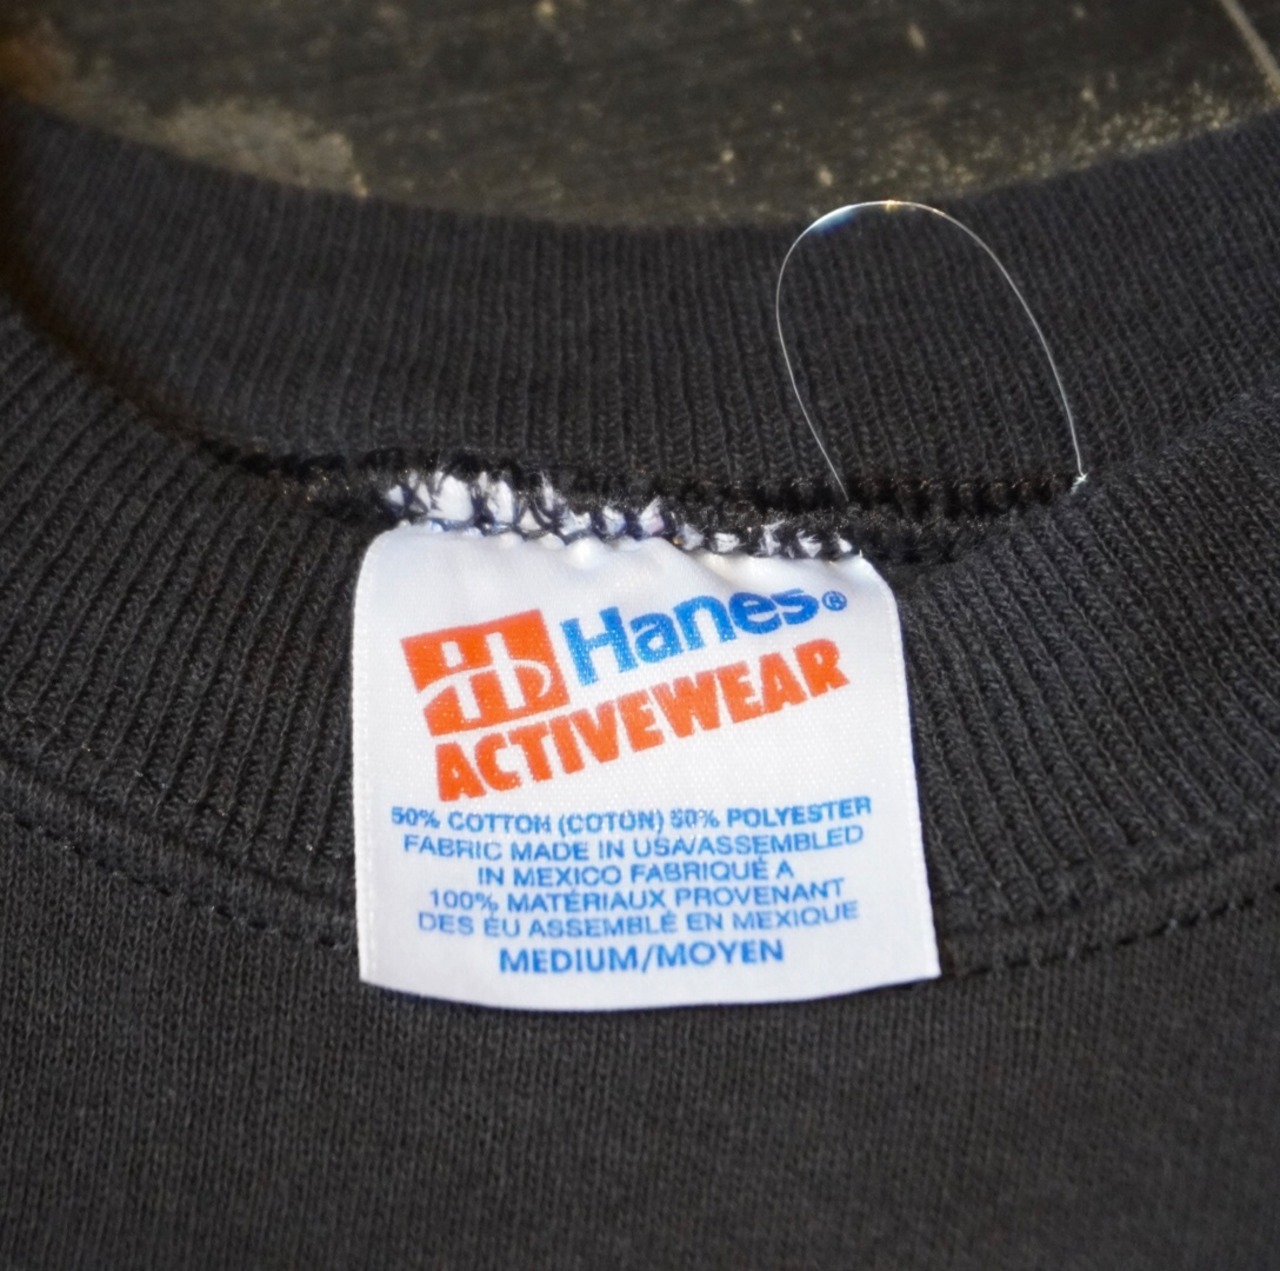 Hanes®
ACTIVEWEAR
50% COTTON (COTON) 50% POLYESTER
FABRIC MADE IN USA/ASSEMBLED
IN MEXICO FABRIQUÉ A
100% MATÉRIAUX PROVENANT
DES ÉU ASSEMBLÉ EN MEXIQUE
MEDIUM/MOYEN